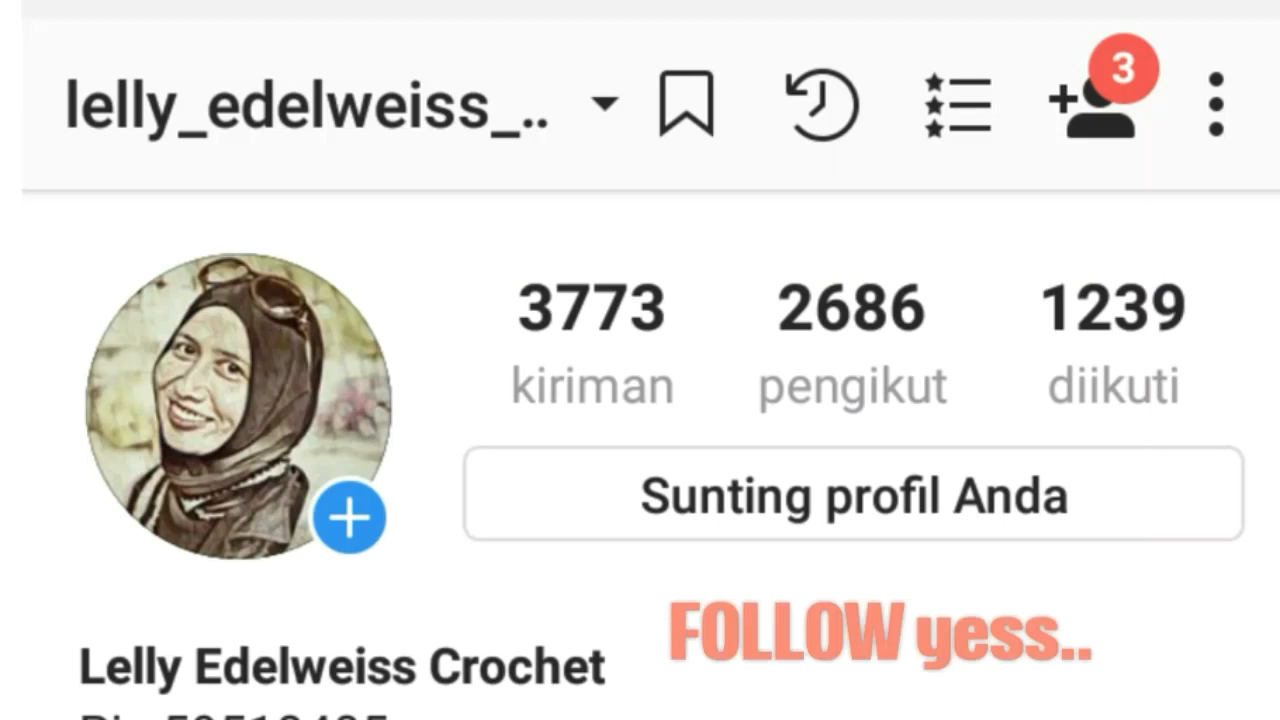 lelly_edelweiss_..
3
3773 2686 1239
kiriman pengikut diikuti
Sunting profil Anda
FOLLOW yess..
Lelly Edelweiss Crochet